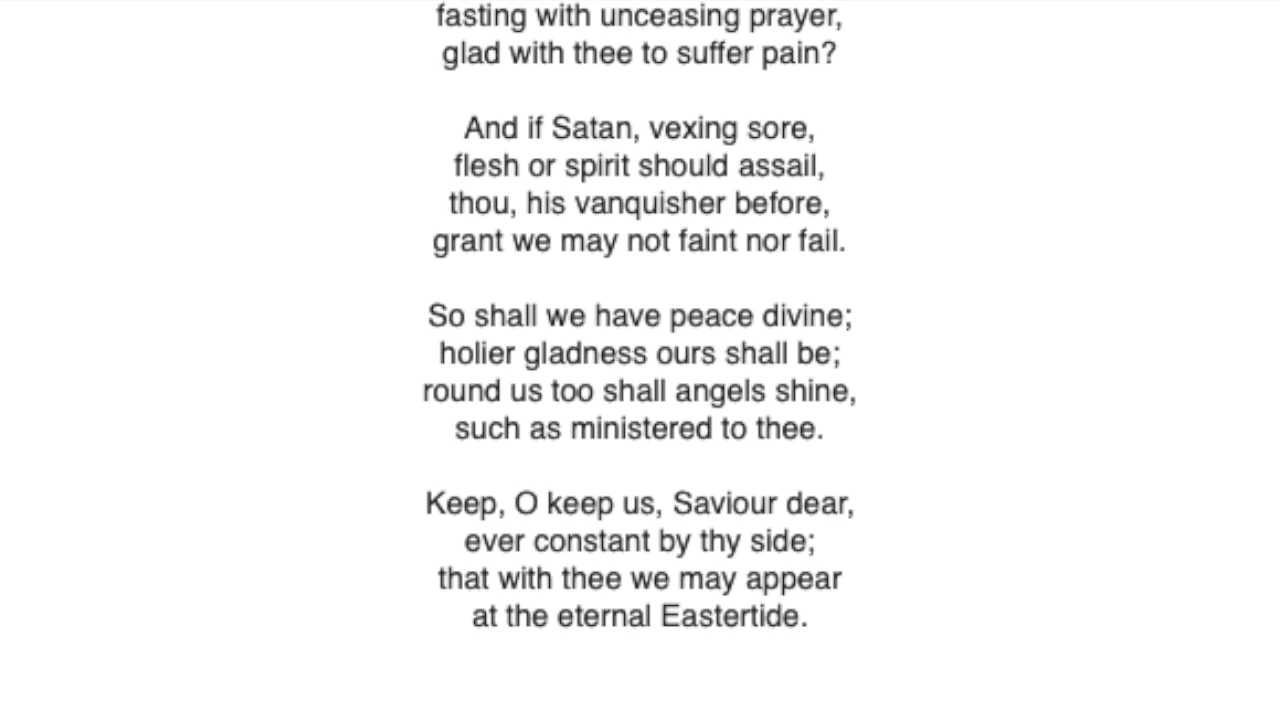 fasting with unceasing prayer,
glad with thee to suffer pain?
And if Satan, vexing sore,
flesh or spirit should assail,
thou, his vanquisher before,
grant we may not faint nor fail.
So shall we have peace divine;
holier gladness ours shall be;
round us too shall angels shine,
such as ministered to thee.
Keep, O keep us, Saviour dear,
ever constant by thy side;
that with thee we may appear
at the eternal Eastertide.